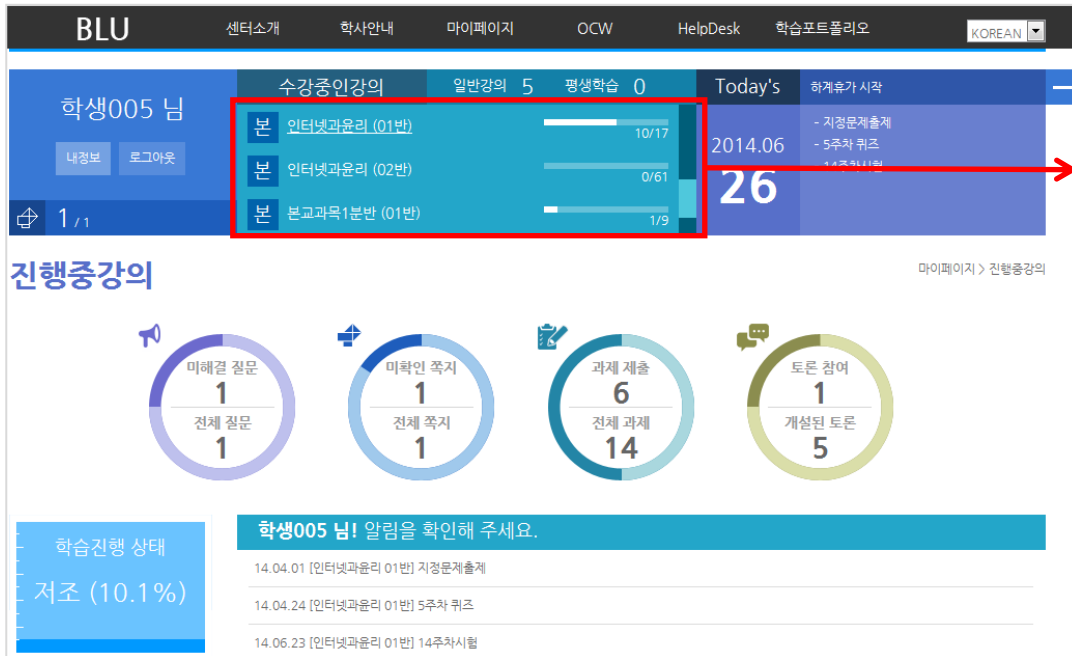 BLU 센터소개 학사안내 마이페이지 OCW HelpDesk 학습포트폴리오 KOREAN
학생005 님
내정보 로그아웃
1 / 1
수강중인강의 일반강의 5 평생학습 0
본 인터넷과윤리 (01반) 10/17
본 인터넷과윤리 (02반) 0/61
본 본교과목1분반 (01반) 1/9
Today's 하계휴가 시작
2014.06
26
- 지정문제출제
- 5주차 퀴즈
- 14주차시험
진행중강의
마이페이지 > 진행중강의
미해결 질문
1
전체 질문
1
미확인 쪽지
1
전체 쪽지
1
과제 제출
6
전체 과제
14
토론 참여
1
개설된 토론
5
학습진행 상태
저조 (10.1%)
학생005 님! 알림을 확인해 주세요.
14.04.01 [인터넷과윤리 01반] 지정문제출제
14.04.24 [인터넷과윤리 01반] 5주차 퀴즈
14.06.23 [인터넷과윤리 01반] 14주차시험